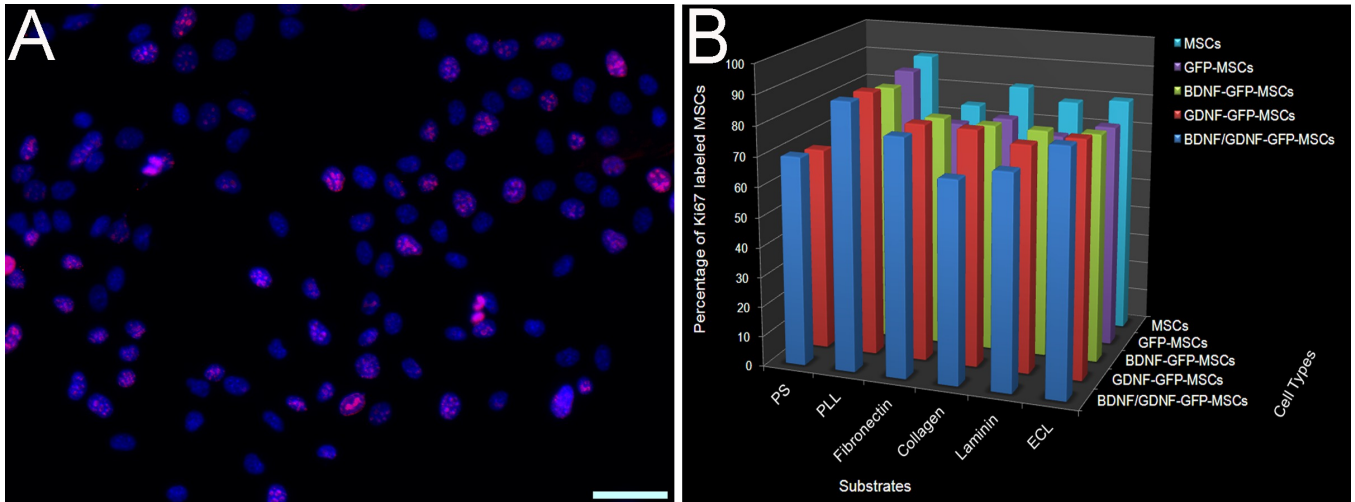 A
B
Percentage of Ki67 labeled MSCs
100
90
80
70
60
50
40
30
20
10
0
PS
PLL
Fibronectin
Collagen
Laminin
ECL
Substrates
MSCs
GFP-MSCs
BDNF-GFP-MSCs
GDNF-GFP-MSCs
BDNF/GDNF-GFP-MSCs
MSCs
GFP-MSCs
BDNF-GFP-MSCs
GDNF-GFP-MSCs
BDNF/GDNF-GFP-MSCs
Cell Types